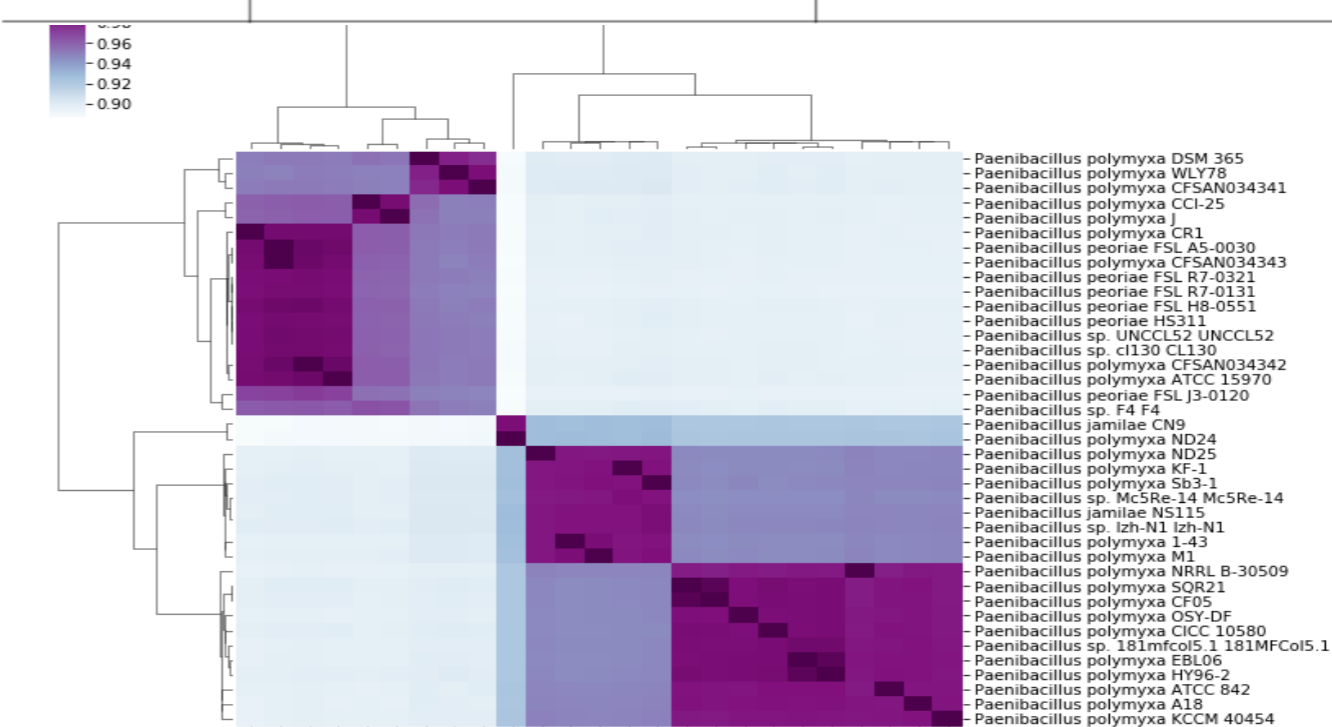 0.96
0.94
0.92
0.90
Paenibacillus polymyxa DSM 365
Paenibacillus polymyxa WLY78
Paenibacillus polymyxa CFSAN034341
Paenibacillus polymyxa CCI-25
Paenibacillus polymyxa J
Paenibacillus polymyxa CR1
Paenibacillus peoriae FSL A5-0030
Paenibacillus polymyxa CFSAN034343
Paenibacillus peoriae FSL R7-0321
Paenibacillus peoriae FSL R7-0131
Paenibacillus peoriae FSL H8-0551
Paenibacillus peoriae HS311
Paenibacillus sp. UNCCL52 UNCCL52
Paenibacillus sp. cl130 CL130
Paenibacillus polymyxa CFSAN034342
Paenibacillus polymyxa ATCC 15970
Paenibacillus peoriae FSL J3-0120
Paenibacillus sp. F4 F4
Paenibacillus jamilae CN9
Paenibacillus polymyxa ND24
Paenibacillus polymyxa ND25
Paenibacillus polymyxa KF-1
Paenibacillus polymyxa Sb3-1
Paenibacillus sp. Mc5Re-14 Mc5Re-14
Paenibacillus jamilae NS115
Paenibacillus sp. Izh-N1 Izh-N1
Paenibacillus polymyxa 1-43
Paenibacillus polymyxa M1
Paenibacillus polymyxa NRRL B-30509
Paenibacillus polymyxa SQR21
Paenibacillus polymyxa CF05
Paenibacillus polymyxa OSY-DF
Paenibacillus polymyxa CICC 10580
Paenibacillus sp. 181mfcol5.1 181MFCol5.1
Paenibacillus polymyxa EBL06
Paenibacillus polymyxa HY96-2
Paenibacillus polymyxa ATCC 842
Paenibacillus polymyxa A18
Paenibacillus polymyxa KCCM 40454